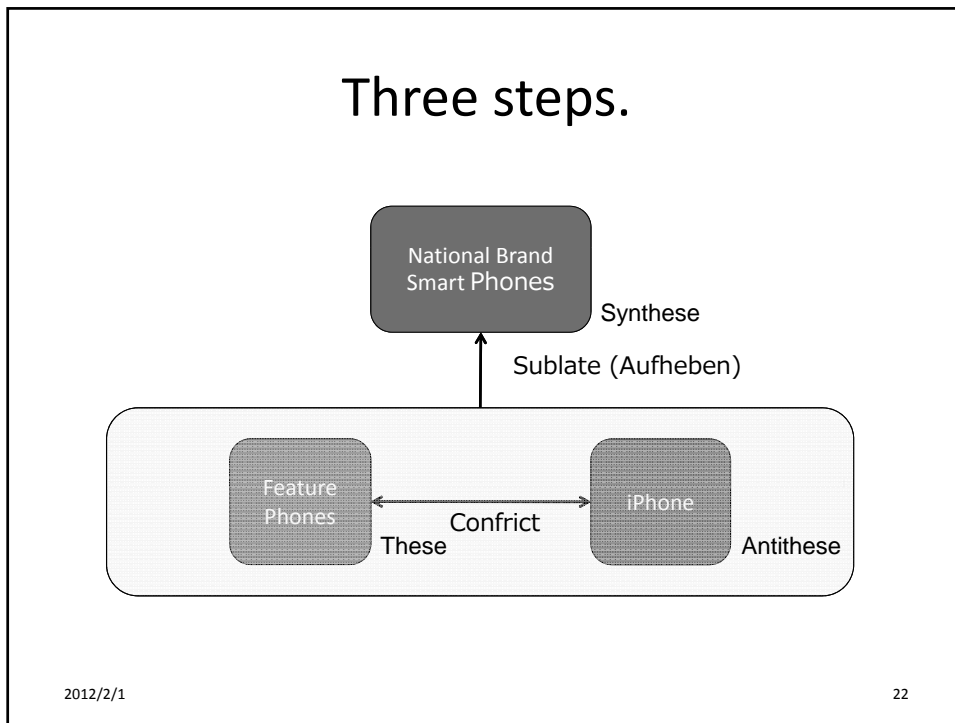 Three steps.
National Brand
Smart Phones
Synthese
Sublate (Aufheben)
Feature
Phones
Confrict
iPhone
These
Antithese
2012/2/1
22